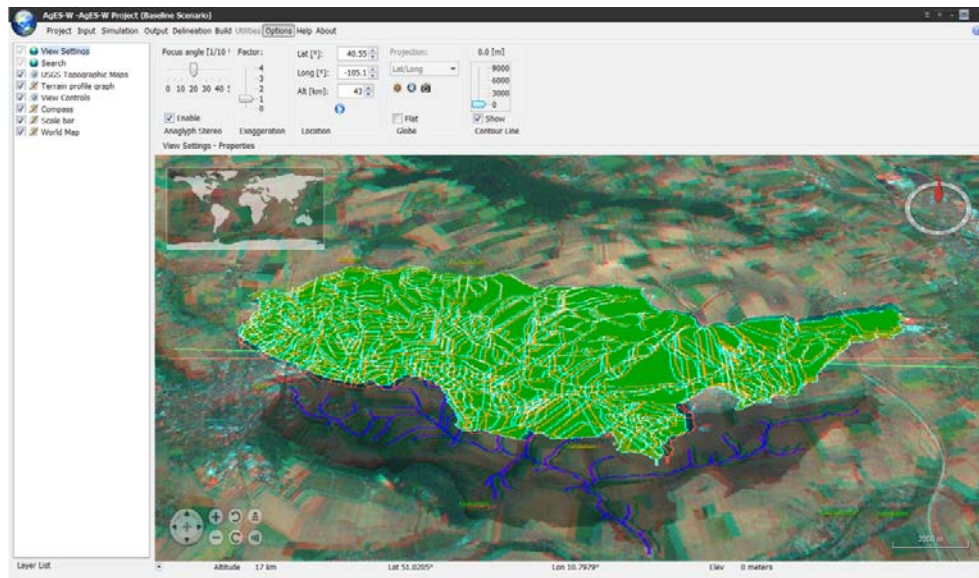 AgES-W -AgES-W Project (Baseline Scenario)
Project Input Simulation Output Delineation Build Utilities Options Help About
View Settings
Search
USGS Topographic Maps
Terrain profile graph
View Controls
Compass
Scale bar
World Map
Layer List
Focus angle [1/10 °
0 10 20 30 40
Enable
Anaglyph Stereo
Factor:
4
3
2
1
0
Exaggeration
Lat [°]: 40.55
Long [°]: -105.1
Alt [km]: 43
Location
Projection:
Lat/Long
Flat
Globe
0.0 [m]
9000
6000
3000
0
Show
Contour Line
View Settings - Properties
2000 m
Altitude 17 km Lat 51.0205° Lon 10.7979° Elev 0 meters